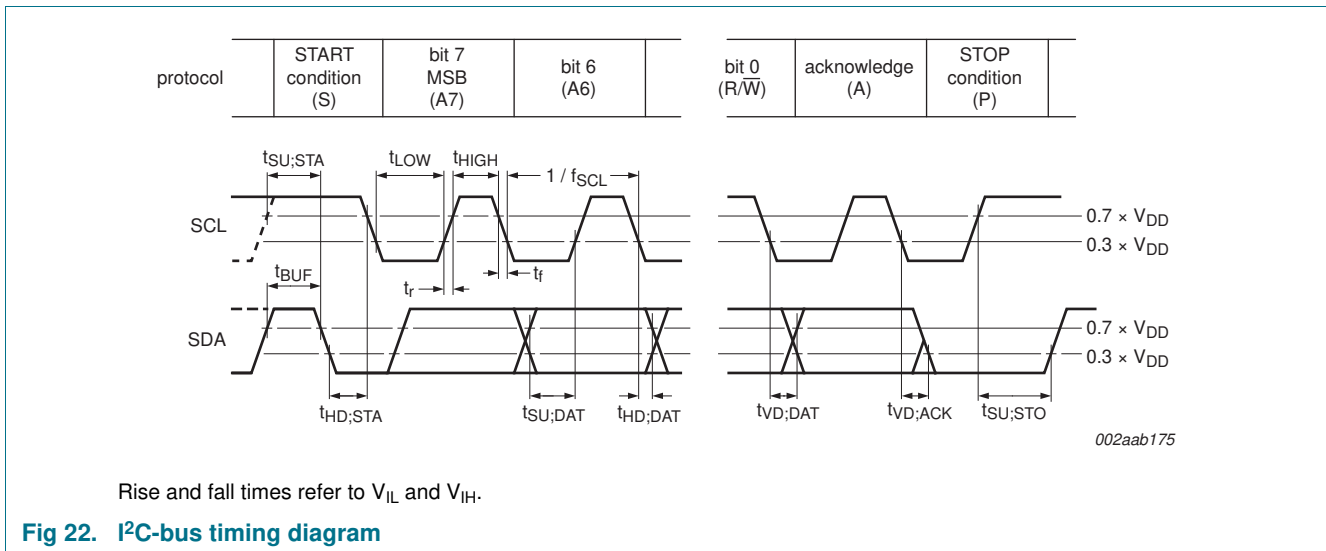 protocol
START
condition
(S)
bit 7
MSB
(A7)
bit 6
(A6)
bit 0
(R/W̅)
acknowledge
(A)
STOP
condition
(P)
tSU;STA
tLOW
tHIGH
1 / fSCL
SCL
0.7 × VDD
0.3 × VDD
tBUF
tr
tf
SDA
0.7 × VDD
0.3 × VDD
tHD;STA
tSU;DAT
tHD;DAT
tVD;DAT
tVD;ACK
tSU;STO
002aab175
Rise and fall times refer to VIL and VIH.
Fig 22. I²C-bus timing diagram